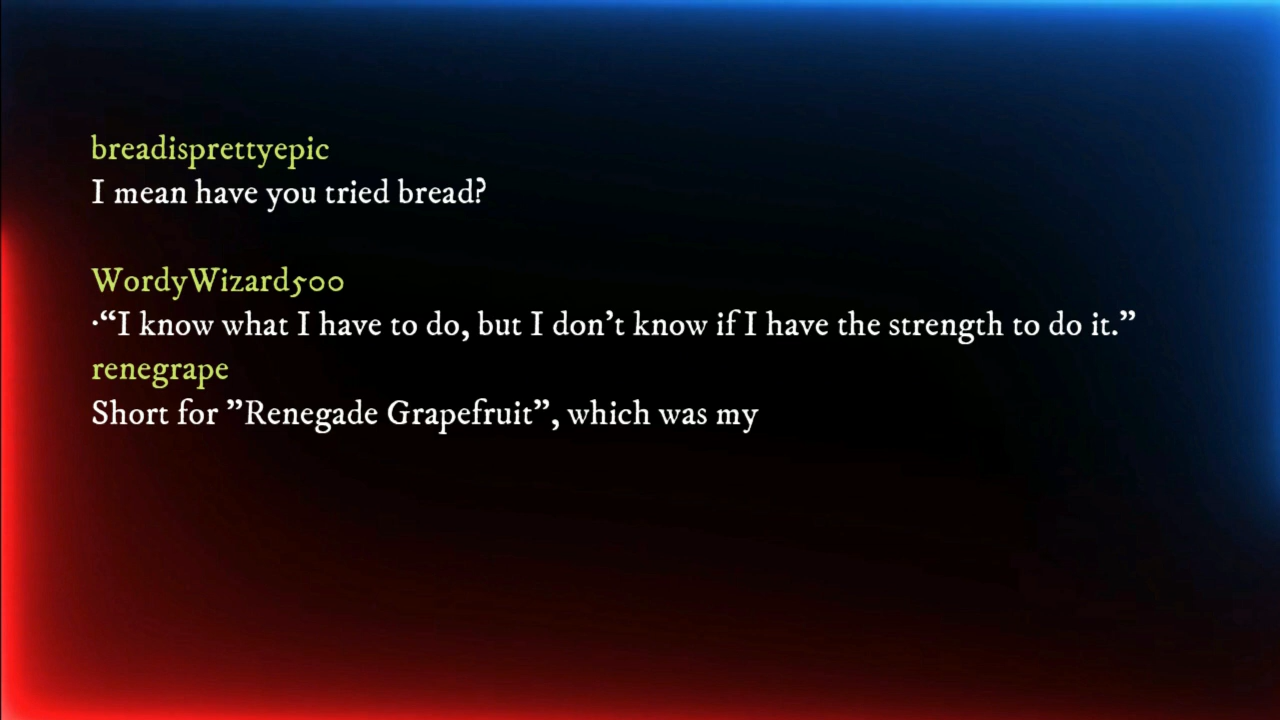 breadisprettyepic
I mean have you tried bread?
WordyWizard500
·“I know what I have to do, but I don’t know if I have the strength to do it.”
renegrape
Short for ”Renegade Grapefruit”, which was my